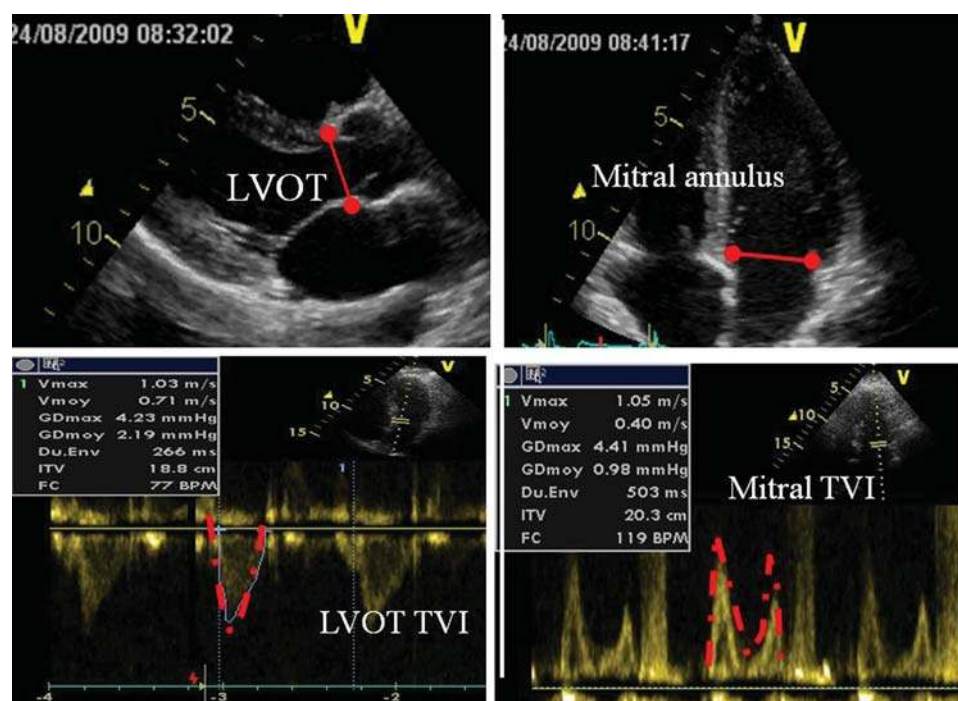 24/08/2009 08:32:02
V
5
LVOT
10
24/08/2009 08:41:17
V
5
Mitral annulus
10
1 Vmax 1.03 m/s
Vmoy 0.71 m/s
GDmax 4.23 mmHg
GDmoy 2.19 mmHg
Du.Env 266 ms
ITV 18.8 cm
FC 77 BPM
V
5
10
15
1
LVOT TVI
-4
-3
-2
1 Vmax 1.05 m/s
Vmoy 0.40 m/s
GDmax 4.41 mmHg
GDmoy 0.98 mmHg
Du.Env 503 ms
ITV 20.3 cm
FC 119 BPM
V
5
10
15
Mitral TVI